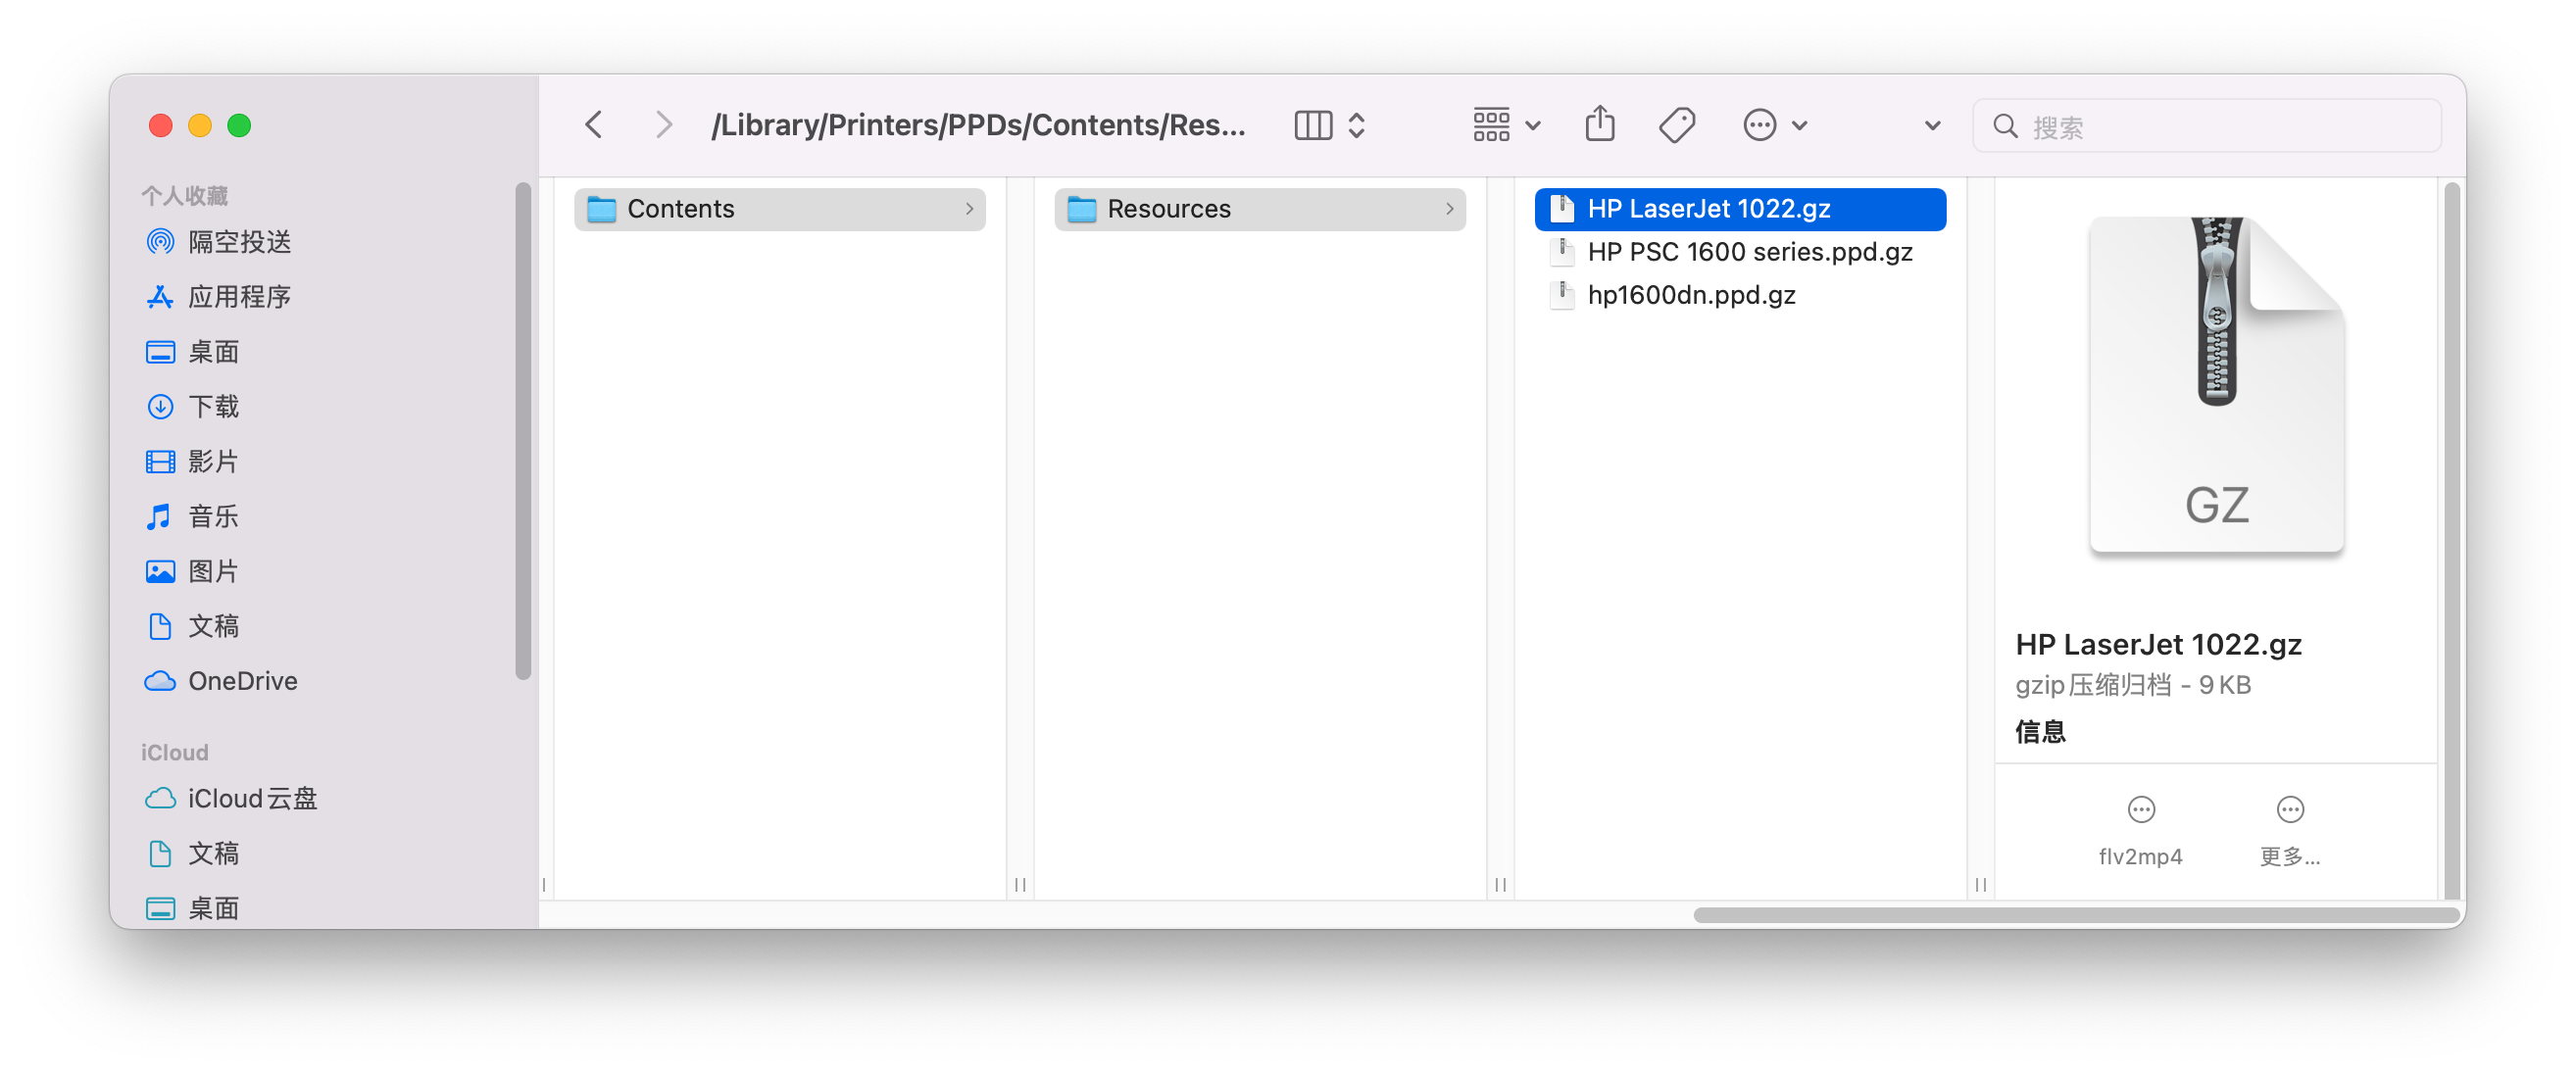 /Library/Printers/PPDs/Contents/Res...
搜索
个人收藏
隔空投送
应用程序
桌面
下载
影片
音乐
图片
文稿
OneDrive
iCloud
iCloud云盘
文稿
桌面
Contents
Resources
HP LaserJet 1022.gz
HP PSC 1600 series.ppd.gz
hp1600dn.ppd.gz
GZ
HP LaserJet 1022.gz
gzip压缩归档 - 9 KB
信息
flv2mp4
更多...